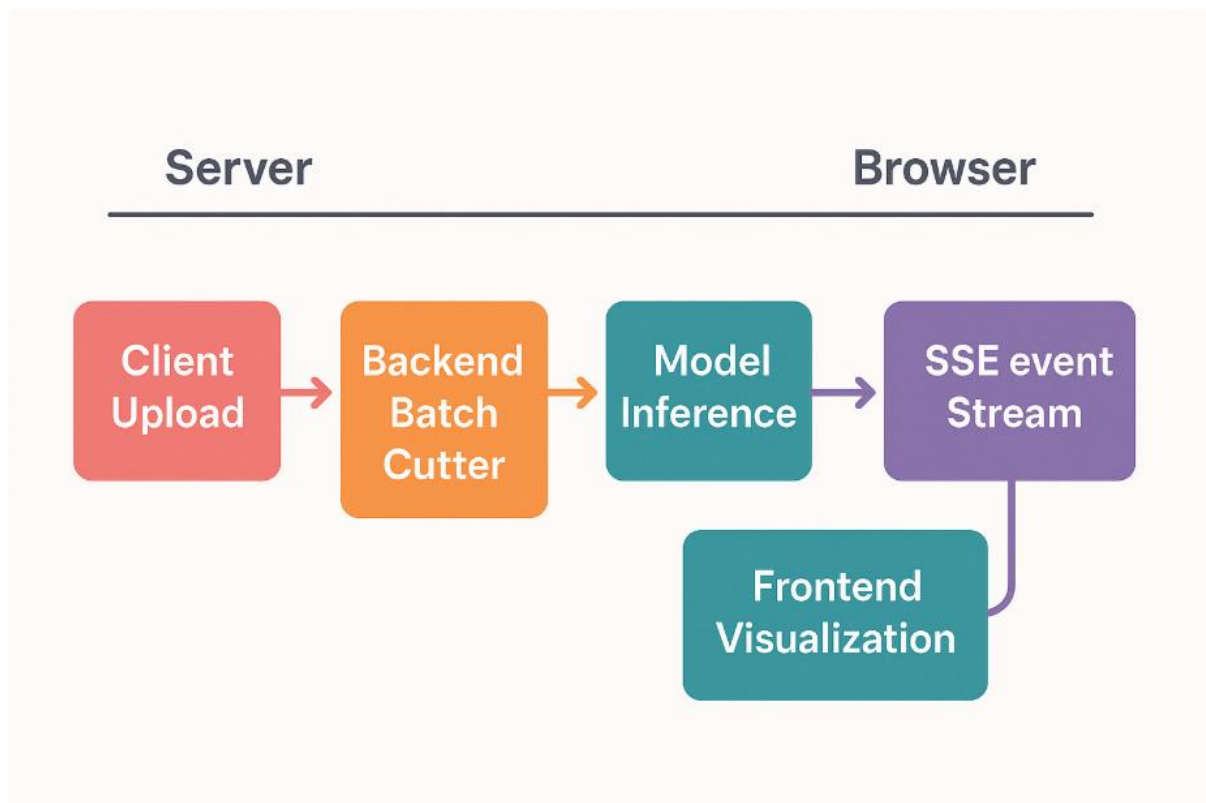 Server
Browser
Client
Upload
Backend
Batch
Cutter
Model
Inference
SSE event
Stream
Frontend
Visualization